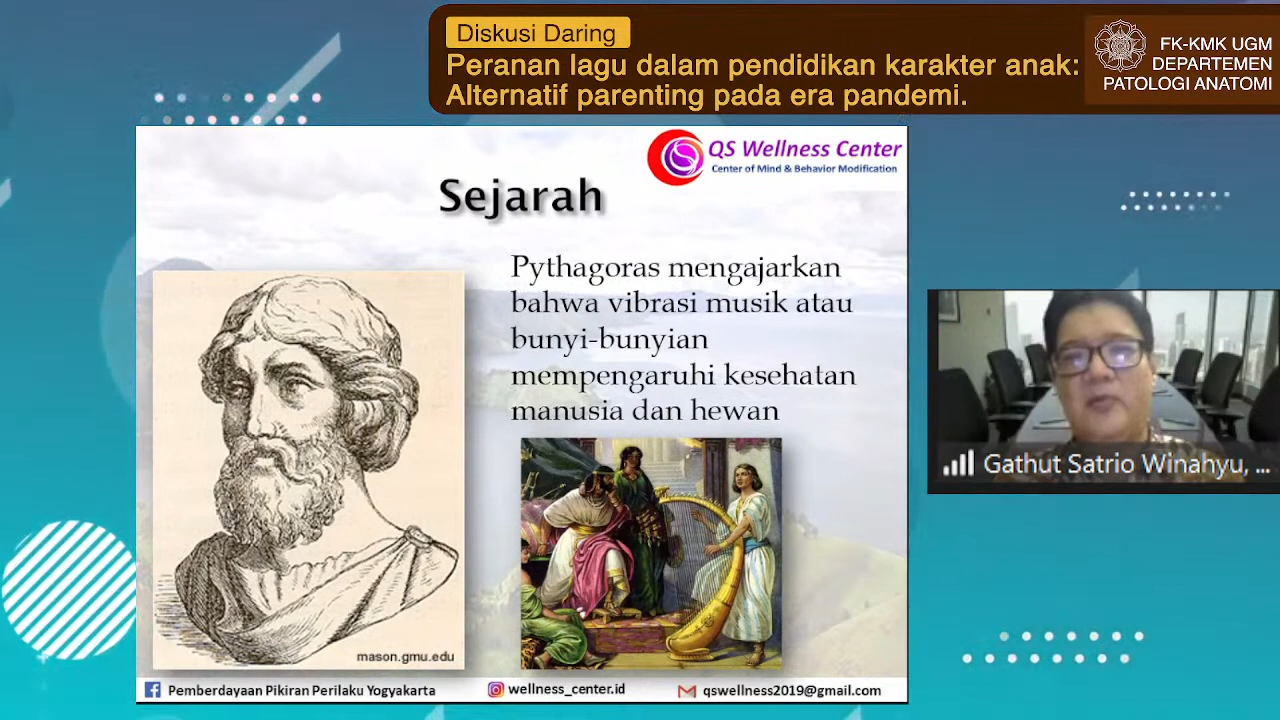 Diskusi Daring
Peranan lagu dalam pendidikan karakter anak:
Alternatif parenting pada era pandemi.
FK-KMK UGM
DEPARTEMEN
PATOLOGI ANATOMI
QS Wellness Center
Center of Mind & Behavior Modification
Sejarah
Pythagoras mengajarkan
bahwa vibrasi musik atau
bunyi-bunyian
mempengaruhi kesehatan
manusia dan hewan
mason.gmu.edu
Gathut Satrio Winahyu, ...
Pemberdayaan Pikiran Perilaku Yogyakarta
wellness_center.id
qswellness2019@gmail.com